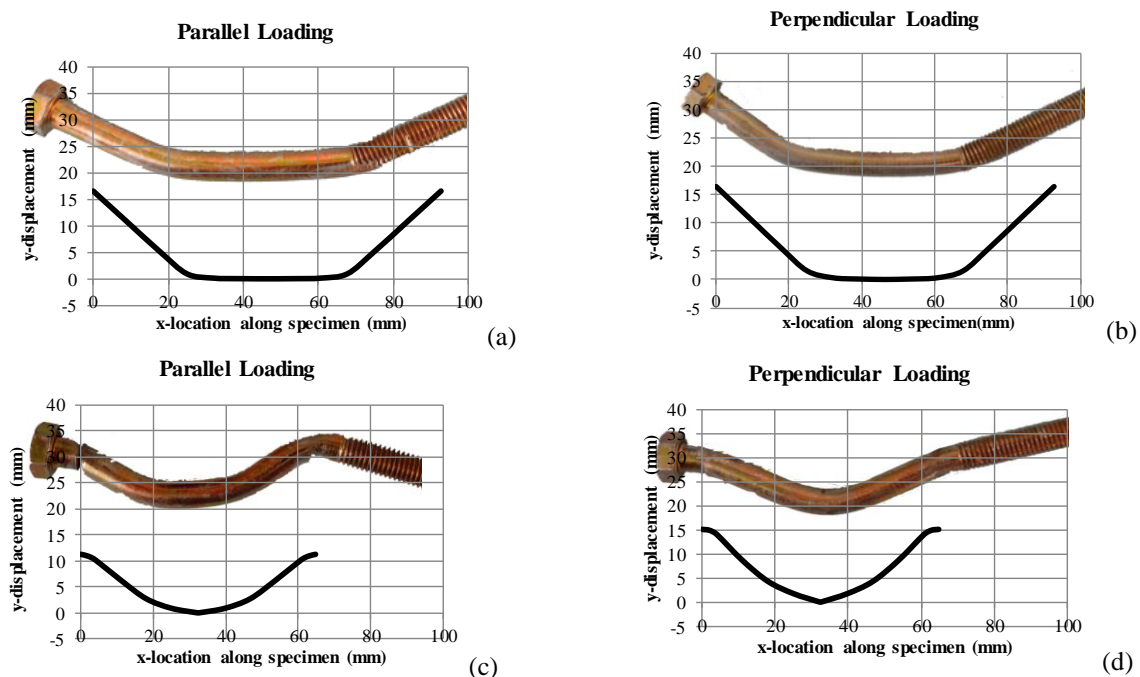 Parallel Loading
40
35
30
25
20
15
10
5
0
-5
0 20 40 60 80 100
y-displacement (mm)
x-location along specimen (mm)
(a)
Perpendicular Loading
40
35
30
25
20
15
10
5
0
-5
0 20 40 60 80 100
y-displacement (mm)
x-location along specimen(mm)
(b)
Parallel Loading
40
35
30
25
20
15
10
5
0
-5
0 20 40 60 80 100
y-displacement (mm)
x-location along specimen (mm)
(c)
Perpendicular Loading
40
35
30
25
20
15
10
5
0
-5
0 20 40 60 80 100
y-displacement (mm)
x-location along specimen (mm)
(d)